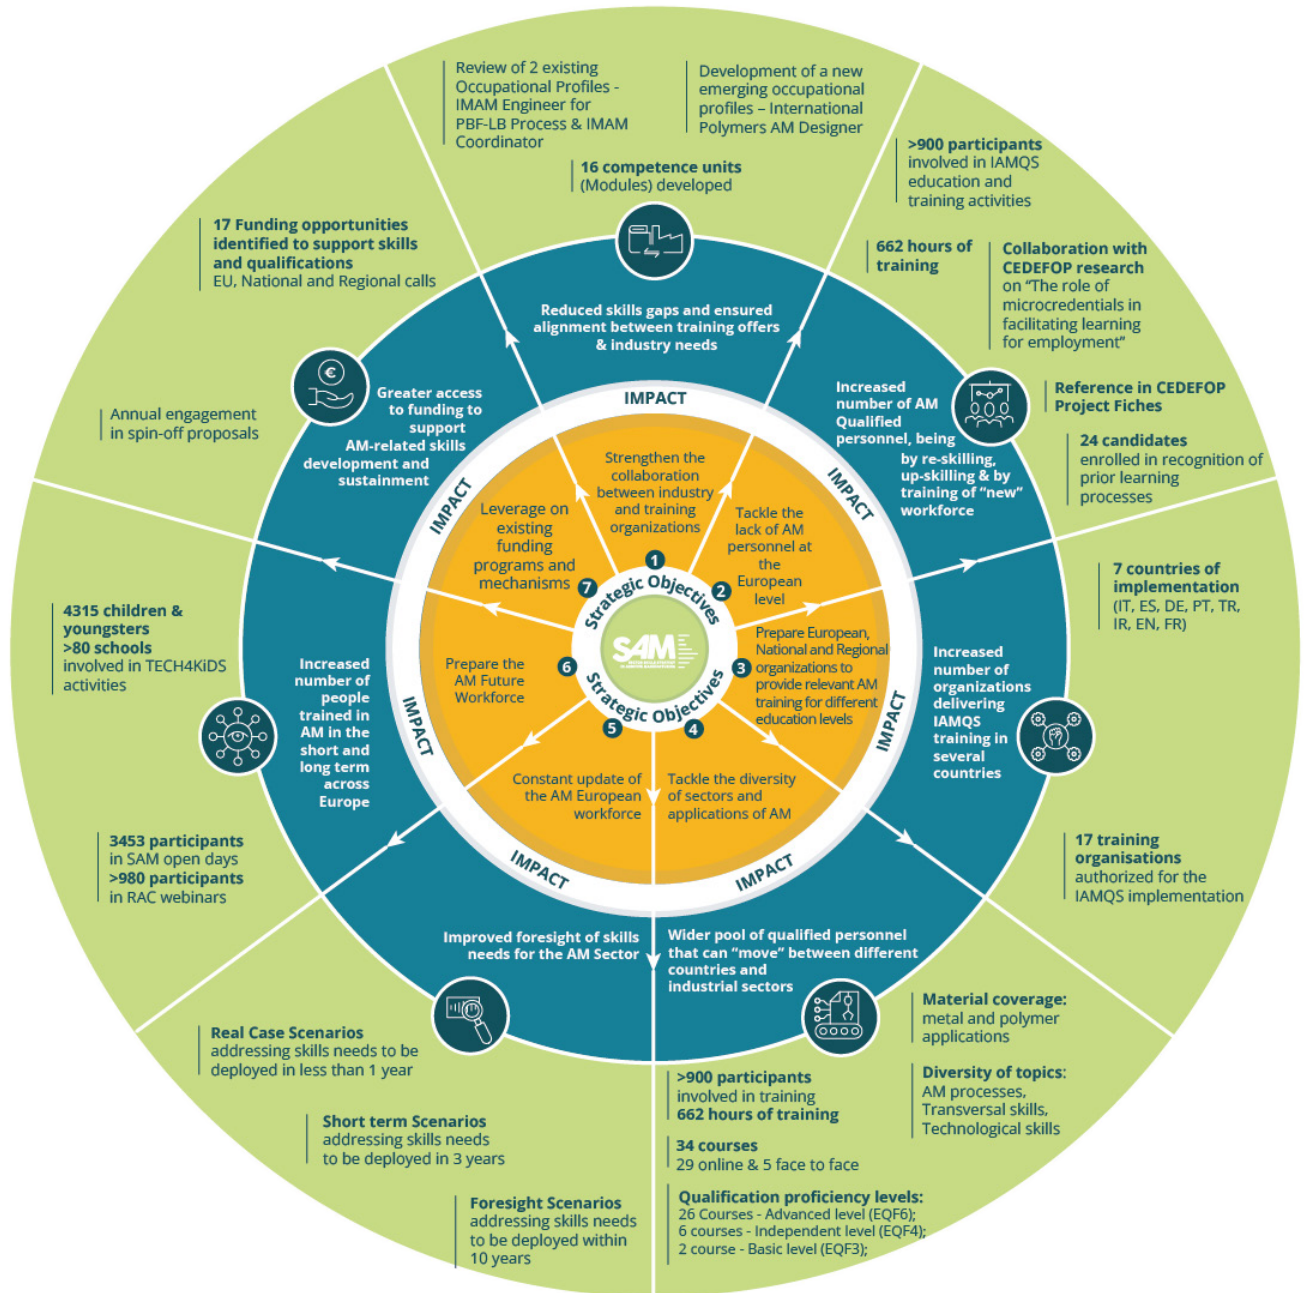 Review of 2 existing
Occupational Profiles -
IMAM Engineer for
PBF-LB Process & IMAM
Coordinator
Development of a new
emerging occupational
profiles – International
Polymers AM Designer
16 competence units
(Modules) developed
>900 participants
involved in IAMQS
education and
training activities
662 hours of
training
Collaboration with
CEDEFOP research
on “The role of
microcredentials in
facilitating learning
for employment”
Reference in CEDEFOP
Project Fiches
24 candidates
enrolled in recognition of
prior learning
processes
17 Funding opportunities
identified to support skills
and qualifications
EU, National and Regional calls
Annual engagement
in spin-off proposals
Reduced skills gaps and ensured
alignment between training offers
& industry needs
Greater access
to funding to
support
AM-related skills
development and
sustainment
Increased
number of AM
Qualified
personnel, being
by re-skilling,
up-skilling & by
training of “new”
workforce
IMPACT
IMPACT
IMPACT
IMPACT
IMPACT
IMPACT
IMPACT
Strengthen the
collaboration
between industry
and training
organizations
1
Tackle the
lack of AM
personnel at
the
European
level
2
Prepare European,
National and Regional
organizations to
provide relevant AM
training for different
education levels
3
Tackle the diversity
of sectors and
applications of AM
4
Constant update of
the AM European
workforce
5
Prepare the
AM Future
Workforce
6
Leverage on
existing
funding
programs and
mechanisms
7
Strategic Objectives
SAM
Strategic Objectives
4315 children &
youngsters
>80 schools
involved in TECH4KiDS
activities
3453 participants
in SAM open days
>980 participants
in RAC webinars
Increased
number of
people
trained in
AM in the
short and
long term
across
Europe
Increased
number of
organizations
delivering
IAMQS
training in
several
countries
7 countries of
implementation
(IT, ES, DE, PT, TR,
IR, EN, FR)
17 training
organisations
authorized for the
IAMQS implementation
Improved foresight of skills
needs for the AM Sector
Wider pool of qualified personnel
that can “move” between different
countries and
industrial sectors
Real Case Scenarios
addressing skills needs to be
deployed in less than 1 year
Short term Scenarios
addressing skills needs
to be deployed in 3 years
Foresight Scenarios
addressing skills needs
to be deployed within
10 years
>900 participants
involved in training
662 hours of training
34 courses
29 online & 5 face to face
Qualification proficiency levels:
26 Courses - Advanced level (EQF6);
6 courses - Independent level (EQF4);
2 course - Basic level (EQF3);
Material coverage:
metal and polymer
applications
Diversity of topics:
AM processes,
Transversal skills,
Technological skills